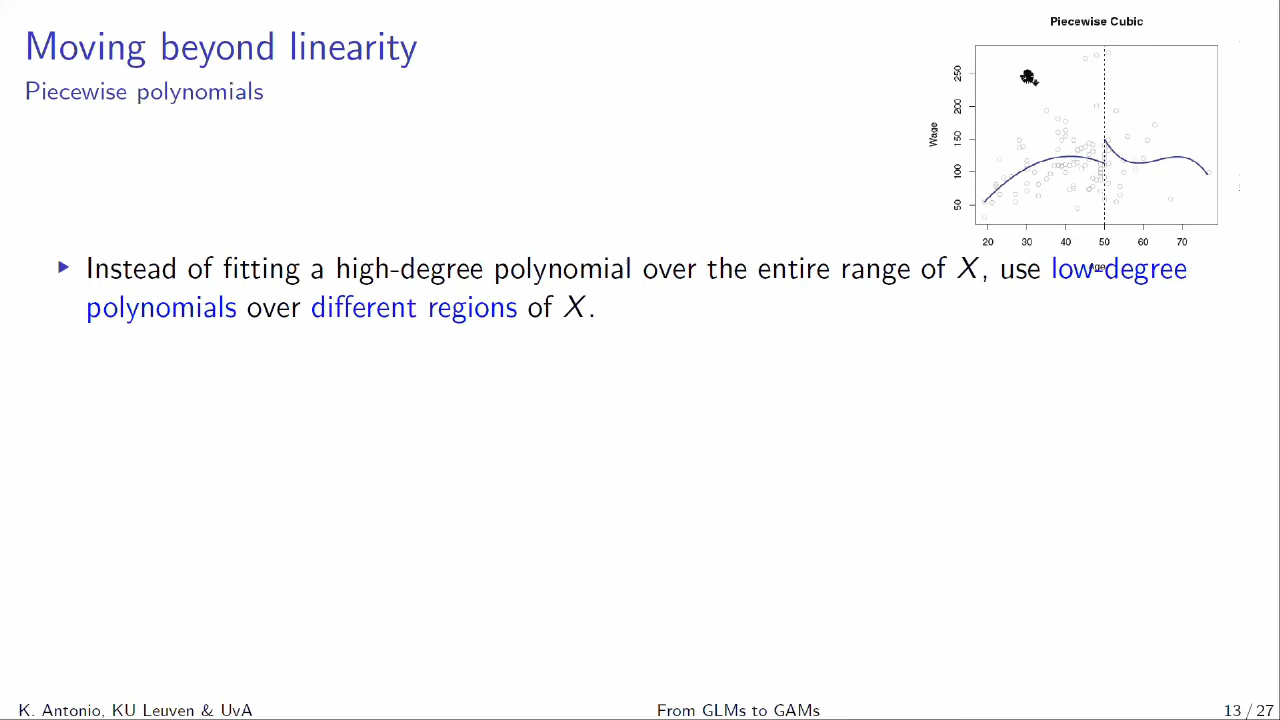 Moving beyond linearity
Piecewise polynomials
Piecewise Cubic
Wage
250
200
150
100
50
20 30 40 50 60 70
Age
▶ Instead of fitting a high-degree polynomial over the entire range of X, use low-degree
polynomials over different regions of X.
K. Antonio, KU Leuven & UvA
From GLMs to GAMs
13 / 27